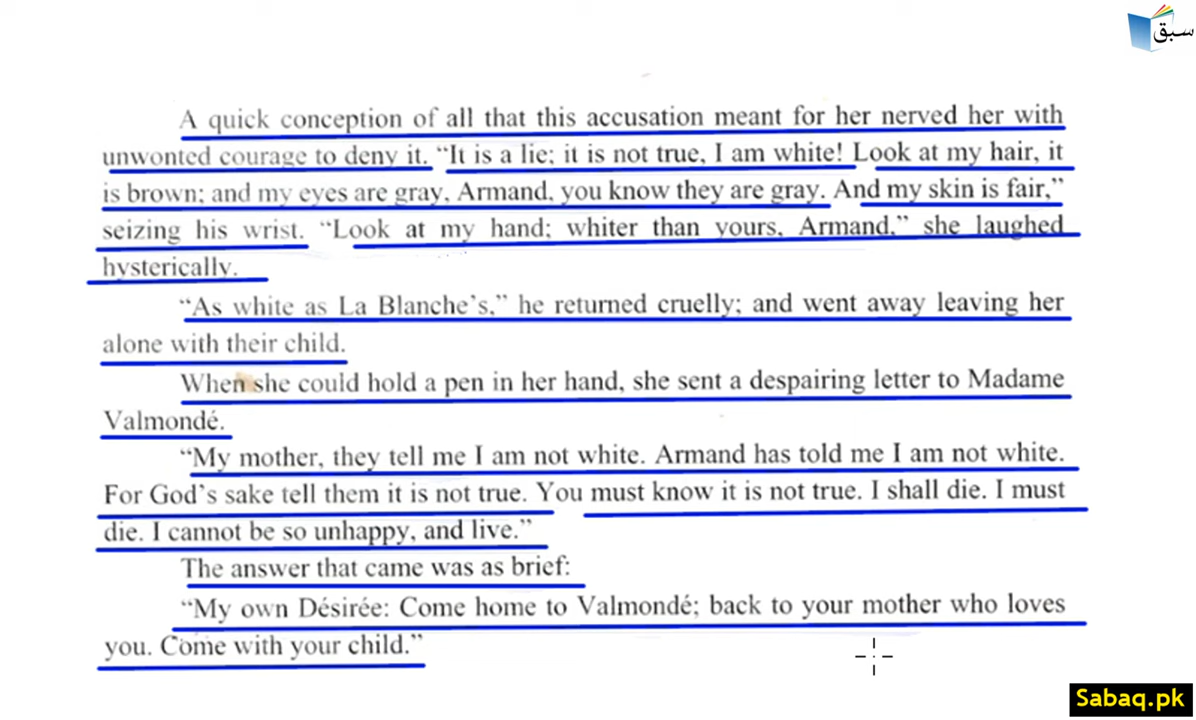 سبق
A quick conception of all that this accusation meant for her nerved her with
unwonted courage to deny it. “It is a lie; it is not true, I am white! Look at my hair, it
is brown; and my eyes are gray, Armand, you know they are gray. And my skin is fair,”
seizing his wrist. “Look at my hand; whiter than yours, Armand,” she laughed
hysterically.
“As white as La Blanche’s,” he returned cruelly; and went away leaving her
alone with their child.
When she could hold a pen in her hand, she sent a despairing letter to Madame
Valmondé.
“My mother, they tell me I am not white. Armand has told me I am not white.
For God’s sake tell them it is not true. You must know it is not true. I shall die. I must
die. I cannot be so unhappy, and live.”
The answer that came was as brief:
“My own Désirée: Come home to Valmondé; back to your mother who loves
you. Come with your child.”
Sabaq.pk